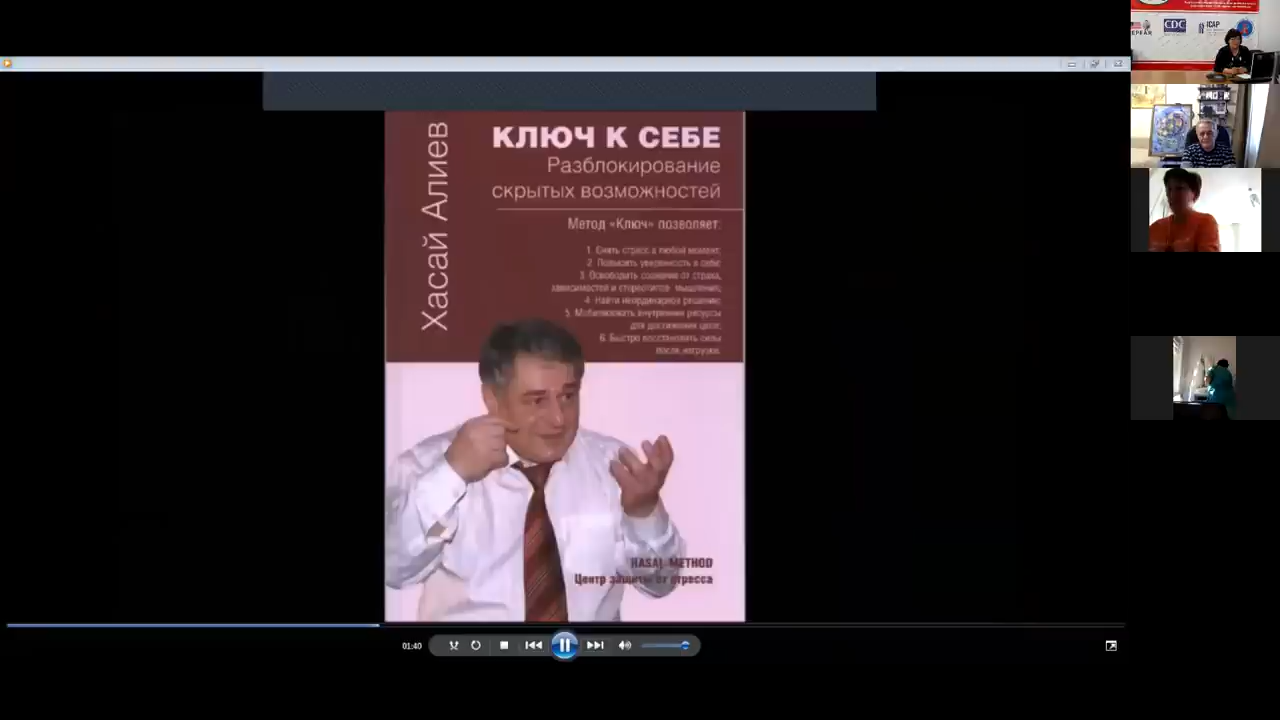 Хасай Алиев
КЛЮЧ К СЕБЕ
Разблокирование
скрытых возможностей
Метод «Ключ» позволяет:
1. Снять стресс в любой момент;
2. Повысить уверенность в себе;
3. Освободить сознание от страха,
зависимостей и стереотипов мышления;
4. Найти неординарное решение;
5. Мобилизовать внутренние ресурсы
для достижения цели;
6. Быстро восстановить силы
после нагрузки.
HASAI METHOD
Центр защиты от стресса
01:40
CDC
ICAP